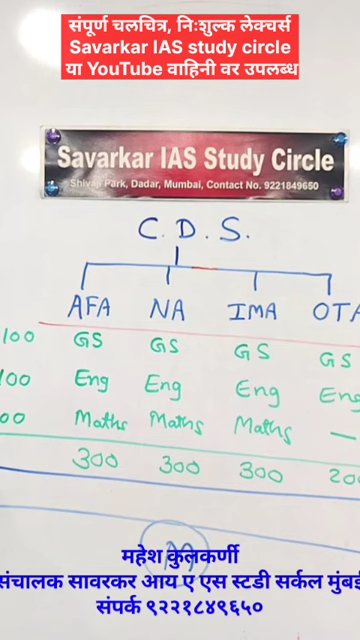 संपूर्ण चलचित्र, निःशुल्क लेक्चर्स
Savarkar IAS study circle
या YouTube वाहिनी वर उपलब्ध
Savarkar IAS Study Circle
Shivaji Park, Dadar, Mumbai, Contact No. 9221849650
C. D. S.
AFA NA IMA OTA
100 GS GS GS GS
100 Eng Eng Eng Eng
00 Maths Maths Maths —
300 300 300 200
M
महेश कुलकर्णी
संचालक सावरकर आय ए एस स्टडी सर्कल मुंबई
संपर्क ९२२१८४९६५०